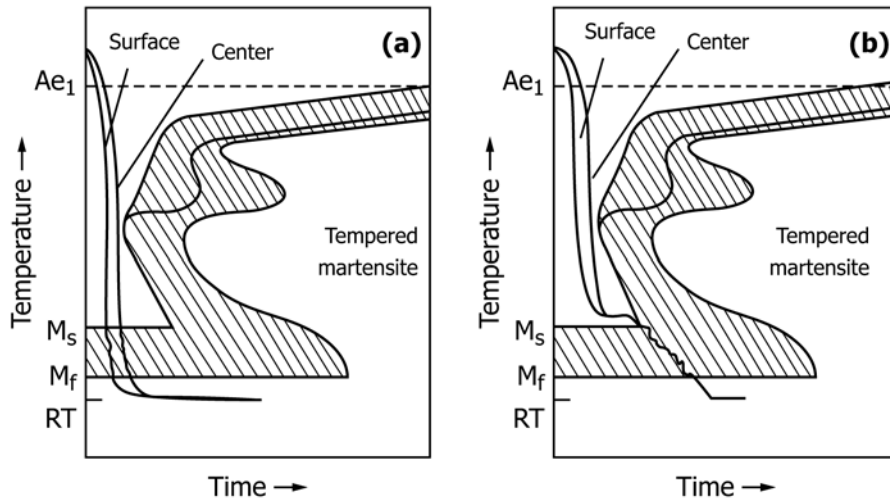 Surface
Center
(a)
Ae1
Temperature →
Tempered
martensite
Ms
Mf
RT
Time →
Surface
Center
(b)
Ae1
Temperature →
Tempered
martensite
Ms
Mf
RT
Time →